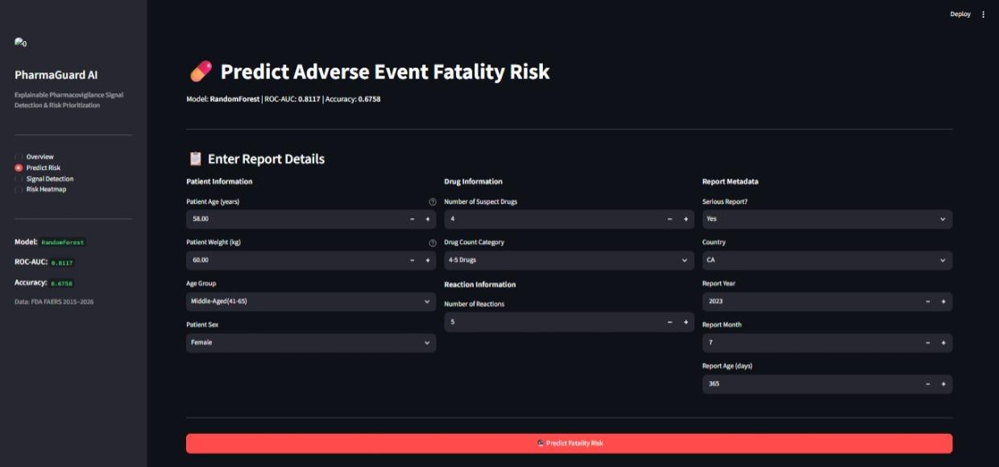 Deploy
0
PharmaGuard AI
Explainable Pharmacovigilance Signal
Detection & Risk Prioritization
Overview
Predict Risk
Signal Detection
Risk Heatmap
Model: RandomForest
ROC-AUC: 0.8117
Accuracy: 0.6758
Data: FDA FAERS 2015–2026
Predict Adverse Event Fatality Risk
Model: RandomForest | ROC-AUC: 0.8117 | Accuracy: 0.6758
Enter Report Details
Patient Information
Patient Age (years)
58.00
Patient Weight (kg)
60.00
Age Group
Middle-Aged(41-65)
Patient Sex
Female
Drug Information
Number of Suspect Drugs
4
Drug Count Category
4-5 Drugs
Reaction Information
Number of Reactions
5
Report Metadata
Serious Report?
Yes
Country
CA
Report Year
2023
Report Month
7
Report Age (days)
365
Predict Fatality Risk